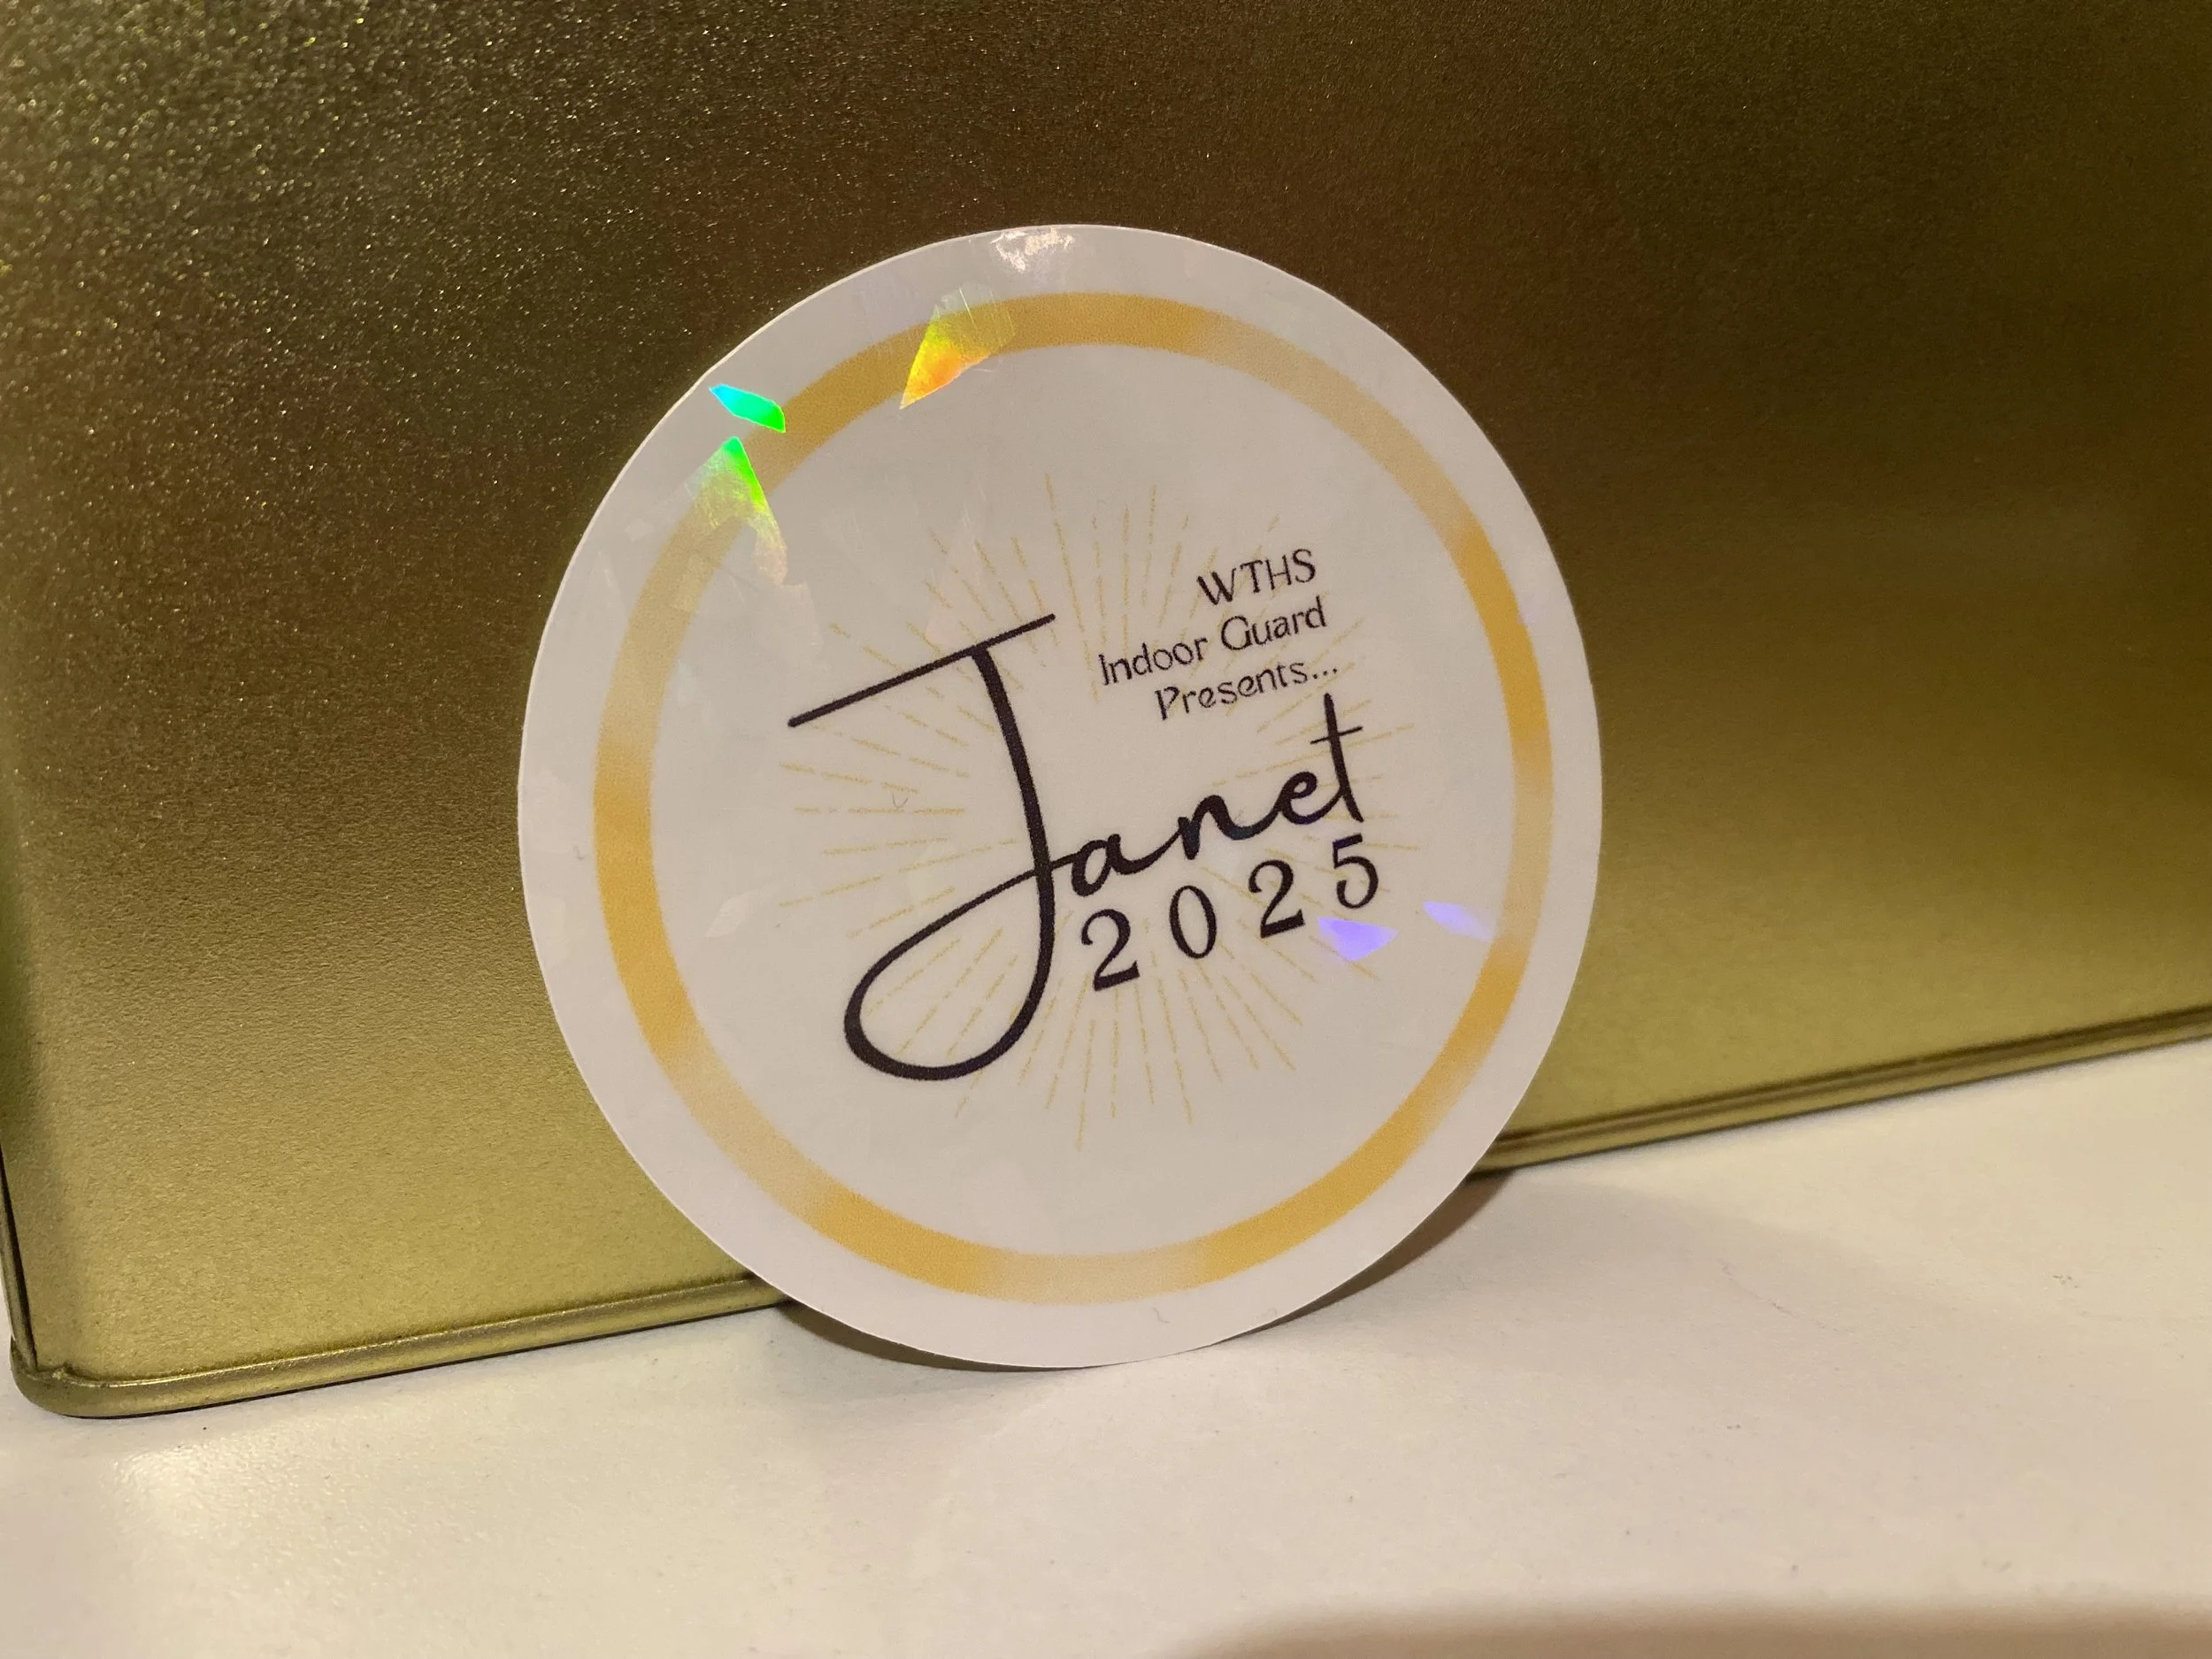 WTHS
Indoor Guard
Presents...
Janet
2025